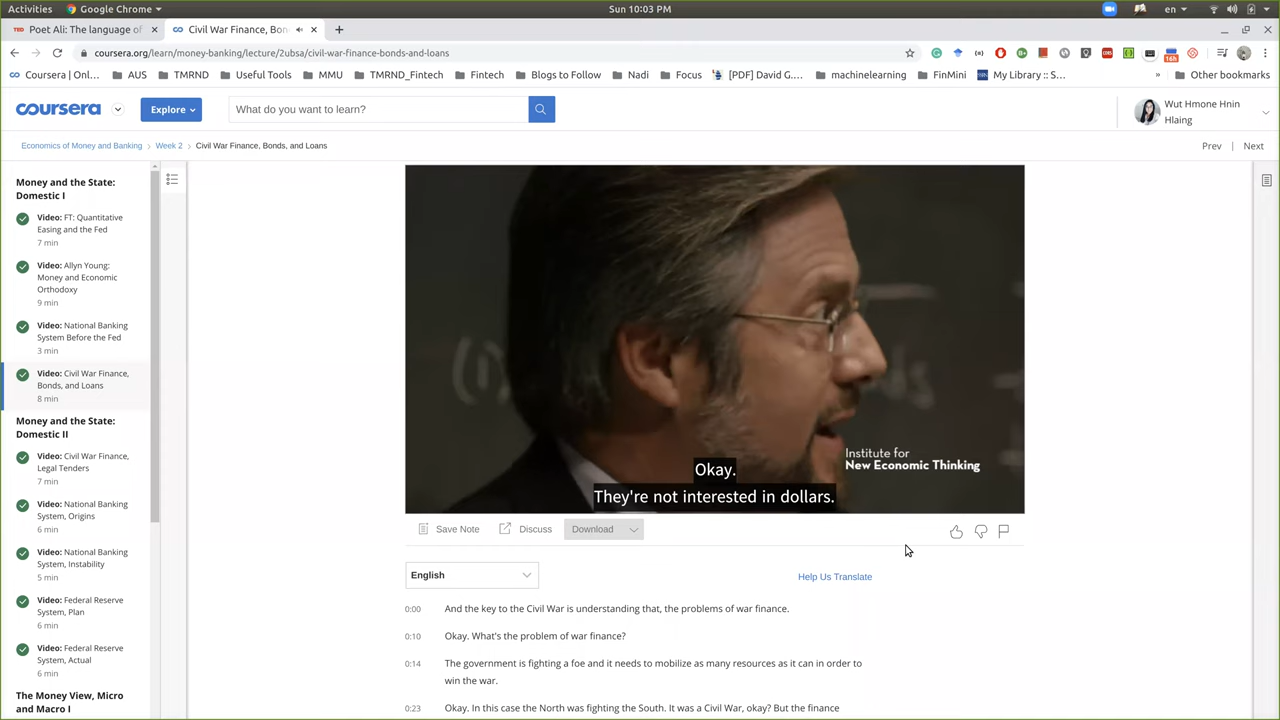 Activities
Google Chrome
Sun 10:03 PM
en
Poet Ali: The language of
Civil War Finance, Bo
coursera.org/learn/money-banking/lecture/2ubsa/civil-war-finance-bonds-and-loans
Coursera | Onl...
AUS
TMRND
Useful Tools
MMU
TMRND_Fintech
Fintech
Blogs to Follow
Nadi
Focus
[PDF] David G....
machinelearning
FinMini
My Library :: S...
»
Other bookmarks
coursera
Explore
What do you want to learn?
Wut Hmone Hnin
Hlaing
Economics of Money and Banking > Week 2 > Civil War Finance, Bonds, and Loans
Prev | Next
Money and the State:
Domestic I
Video: FT: Quantitative
Easing and the Fed
7 min
Video: Allyn Young:
Money and Economic
Orthodoxy
9 min
Video: National Banking
System Before the Fed
3 min
Video: Civil War Finance,
Bonds, and Loans
8 min
Money and the State:
Domestic II
Video: Civil War Finance,
Legal Tenders
7 min
Video: National Banking
System, Origins
6 min
Video: National Banking
System, Instability
5 min
Video: Federal Reserve
System, Plan
6 min
Video: Federal Reserve
System, Actual
6 min
The Money View, Micro
and Macro I
Institute for
New Economic Thinking
Okay.
They're not interested in dollars.
Save Note
Discuss
Download
English
Help Us Translate
0:00 And the key to the Civil War is understanding that, the problems of war finance.
0:10 Okay. What's the problem of war finance?
0:14 The government is fighting a foe and it needs to mobilize as many resources as it can in order to
win the war.
0:23 Okay. In this case the North was fighting the South. It was a Civil War, okay? But the finance